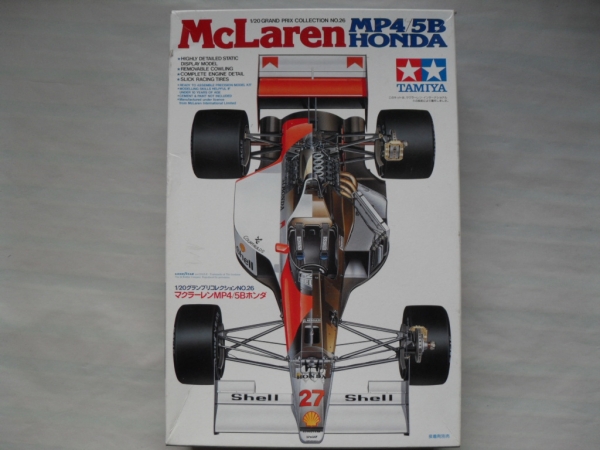 1/20 GRAND PRIX COLLECTION NO.26
McLaren MP4/5B
HONDA
• HIGHLY DETAILED STATIC
DISPLAY MODEL
• REMOVABLE COWLING
• COMPLETE ENGINE DETAIL
• SLICK RACING TIRES
TAMIYA
1/20グランプリコレクションNO.26
マクラーレンMP4/5Bホンダ
HONDA
Shell
27
Shell